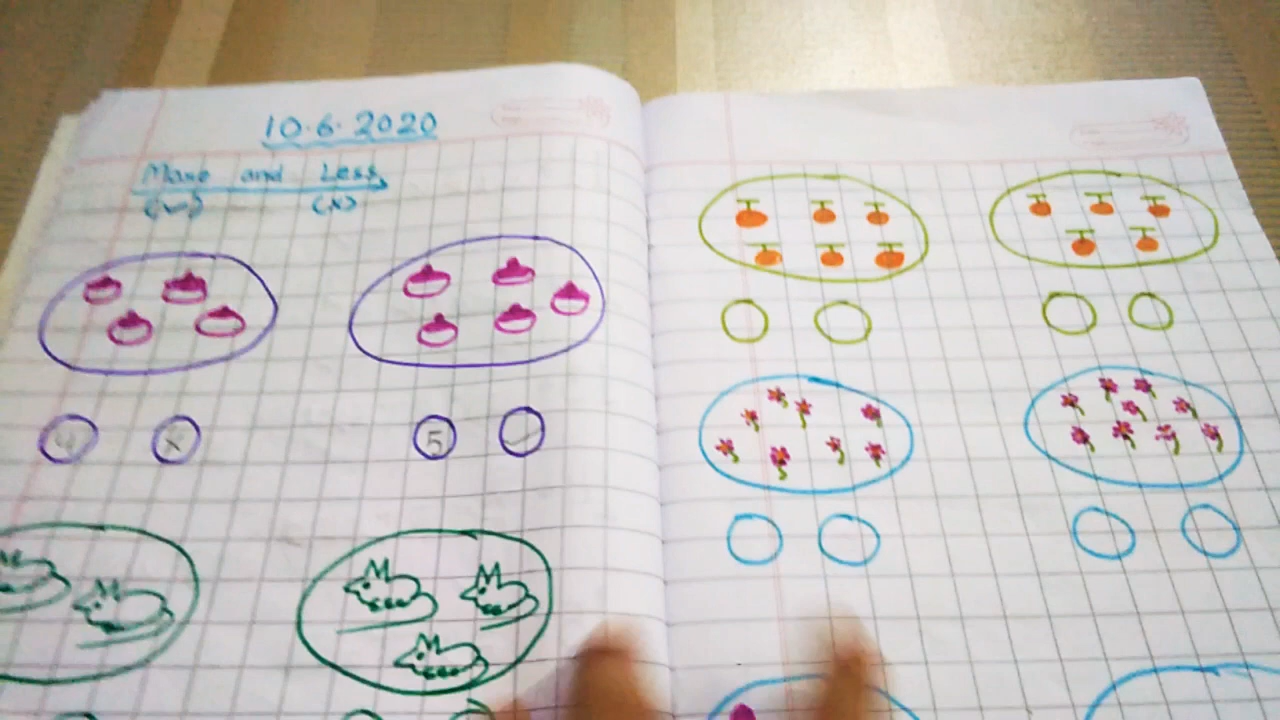 10.6.2020
More and Less
(✓) (×)
4 × 5 ✓